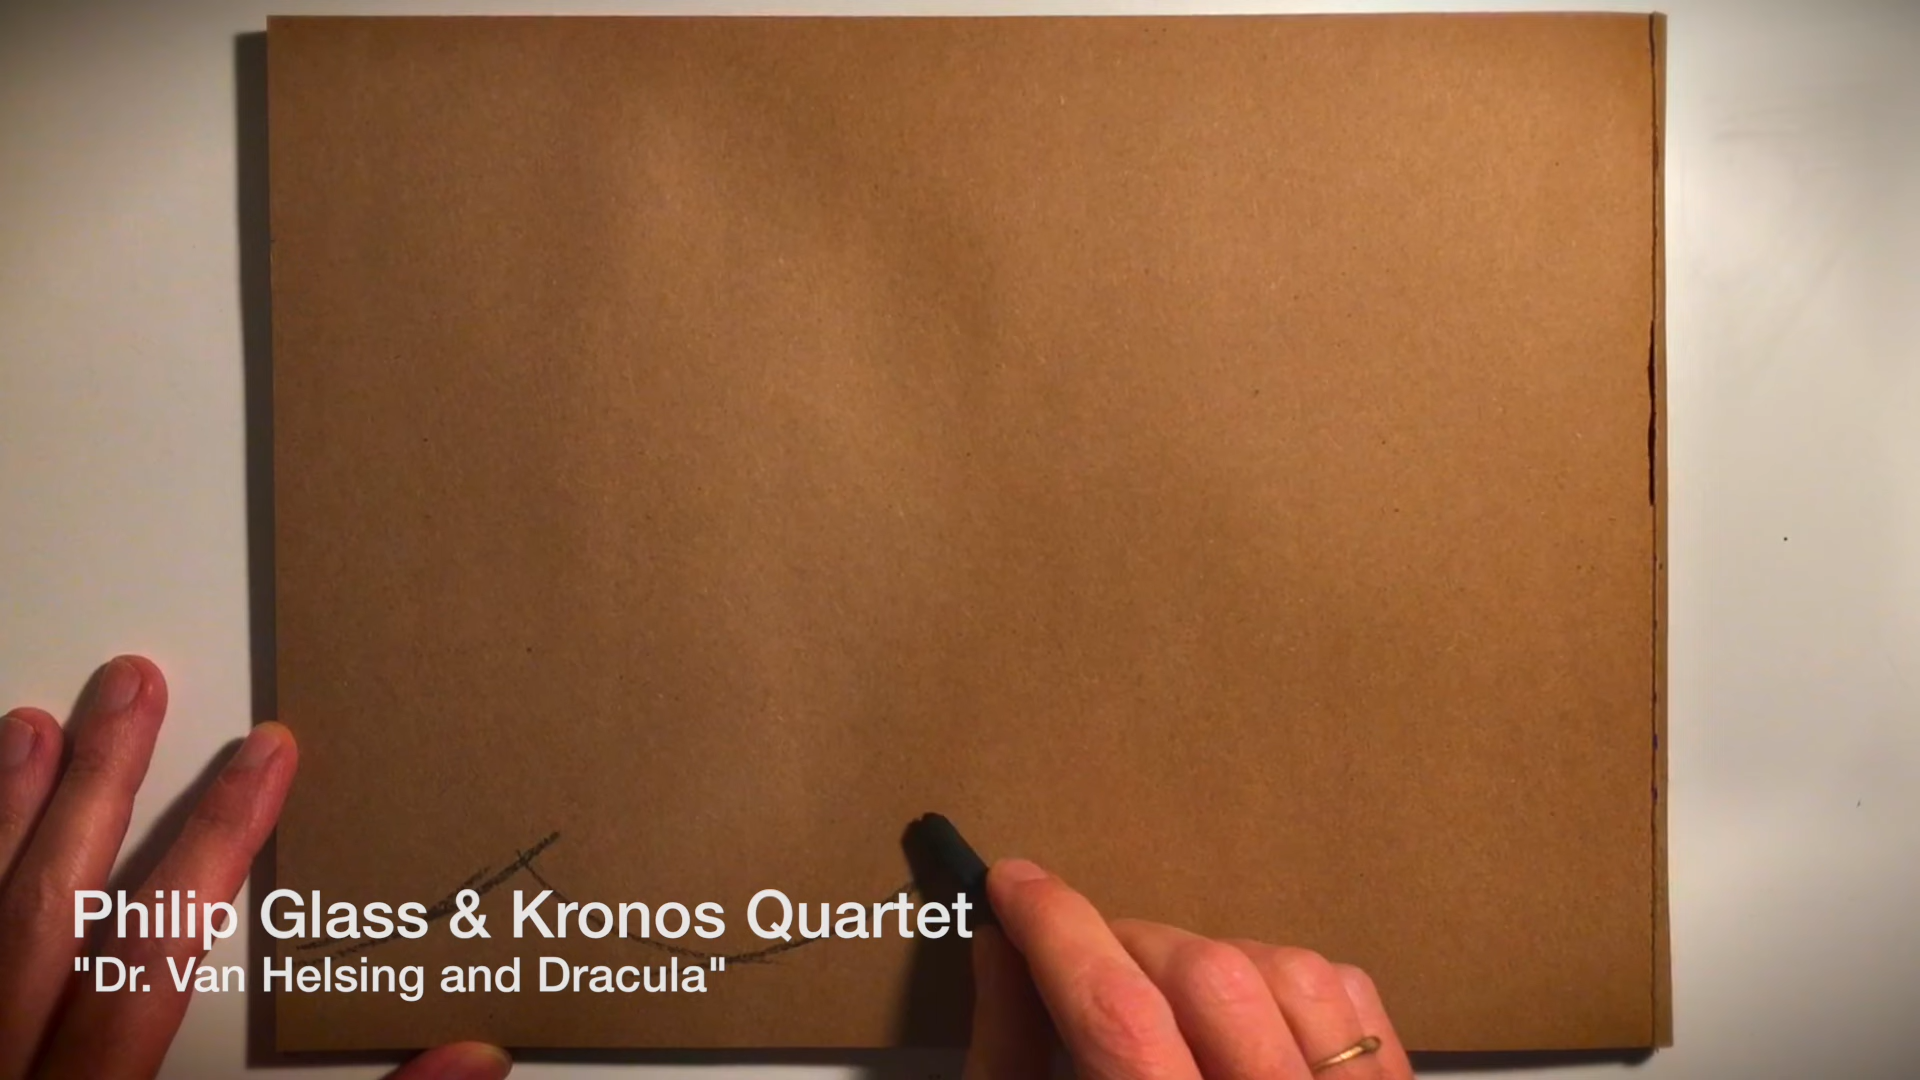 Philip Glass & Kronos Quartet
"Dr. Van Helsing and Dracula"